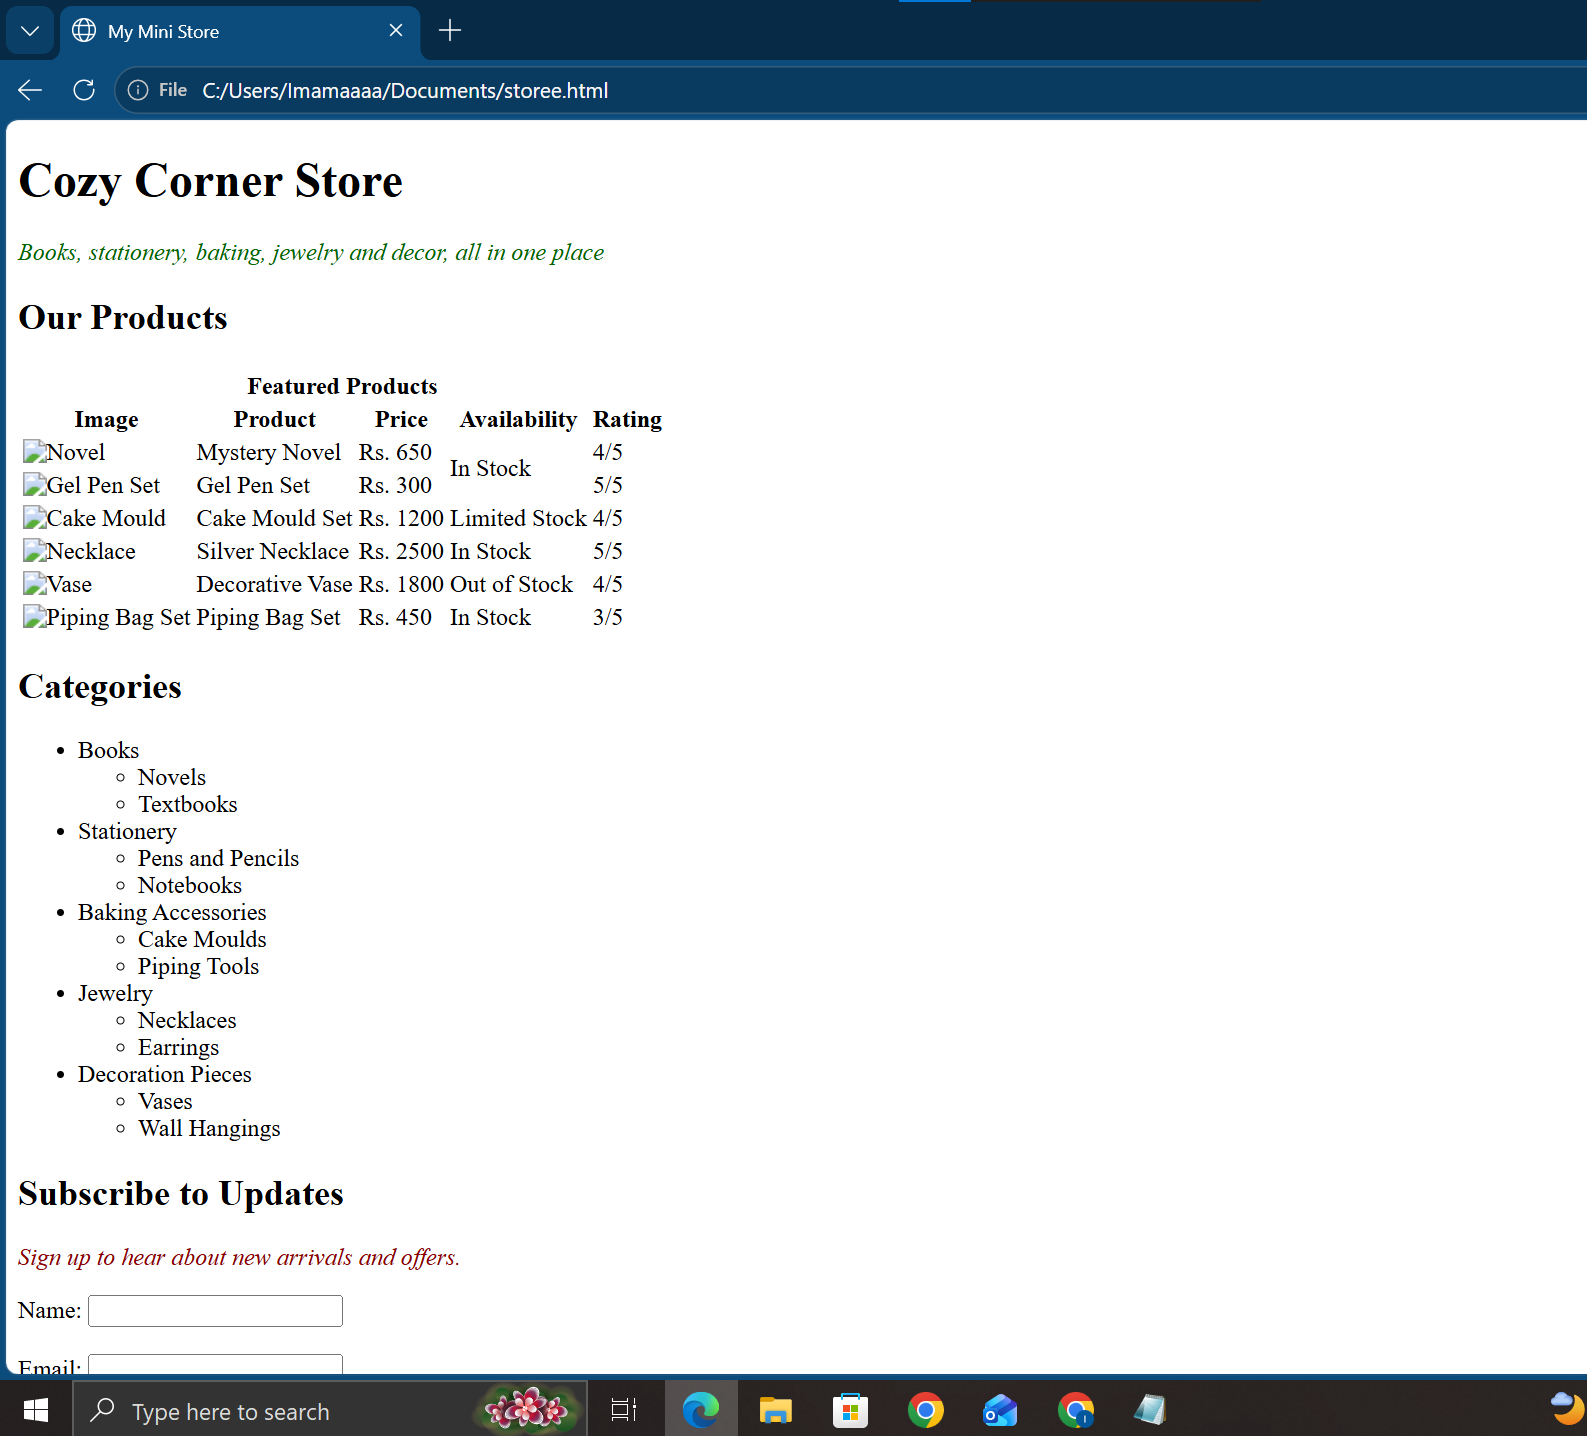 My Mini Store
File C:/Users/Imamaaaa/Documents/storee.html
Cozy Corner Store
Books, stationery, baking, jewelry and decor, all in one place
Our Products
Featured Products
Image Product Price Availability Rating
Novel Mystery Novel Rs. 650 In Stock 4/5
Gel Pen Set Gel Pen Set Rs. 300 5/5
Cake Mould Cake Mould Set Rs. 1200 Limited Stock 4/5
Necklace Silver Necklace Rs. 2500 In Stock 5/5
Vase Decorative Vase Rs. 1800 Out of Stock 4/5
Piping Bag Set Piping Bag Set Rs. 450 In Stock 3/5
Categories
Books
Novels
Textbooks
Stationery
Pens and Pencils
Notebooks
Baking Accessories
Cake Moulds
Piping Tools
Jewelry
Necklaces
Earrings
Decoration Pieces
Vases
Wall Hangings
Subscribe to Updates
Sign up to hear about new arrivals and offers.
Name:
Email:
Type here to search